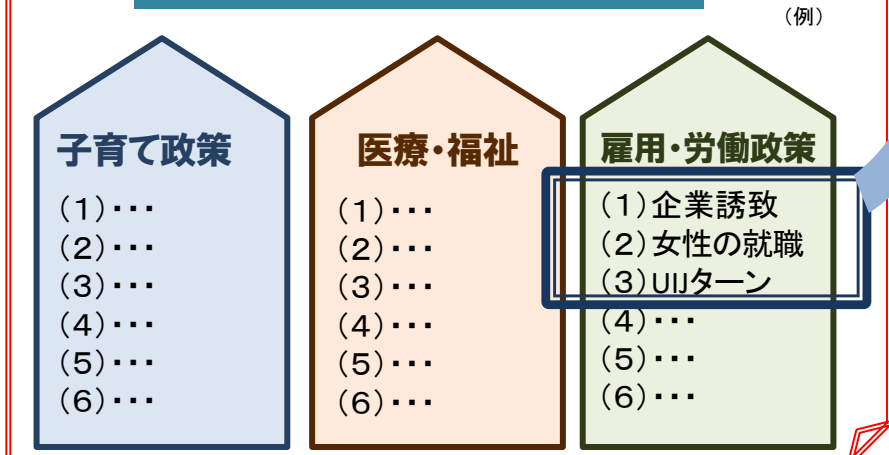 （例）
子育て政策
（１）・・・
（２）・・・
（３）・・・
（４）・・・
（５）・・・
（６）・・・
医療・福祉
（１）・・・
（２）・・・
（３）・・・
（４）・・・
（５）・・・
（６）・・・
雇用・労働政策
（１）企業誘致
（２）女性の就職
（３）UIJターン
（４）・・・
（５）・・・
（６）・・・